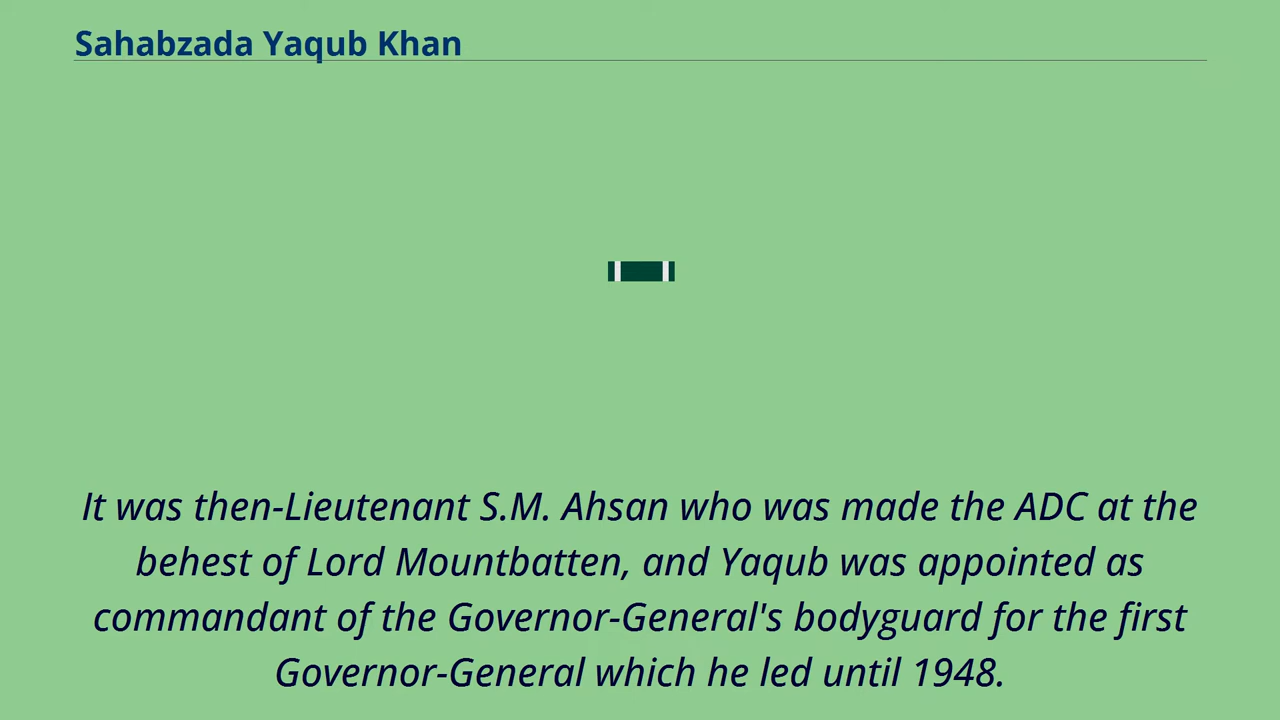 Sahabzada Yaqub Khan
It was then-Lieutenant S.M. Ahsan who was made the ADC at the
behest of Lord Mountbatten, and Yaqub was appointed as
commandant of the Governor-General's bodyguard for the first
Governor-General which he led until 1948.